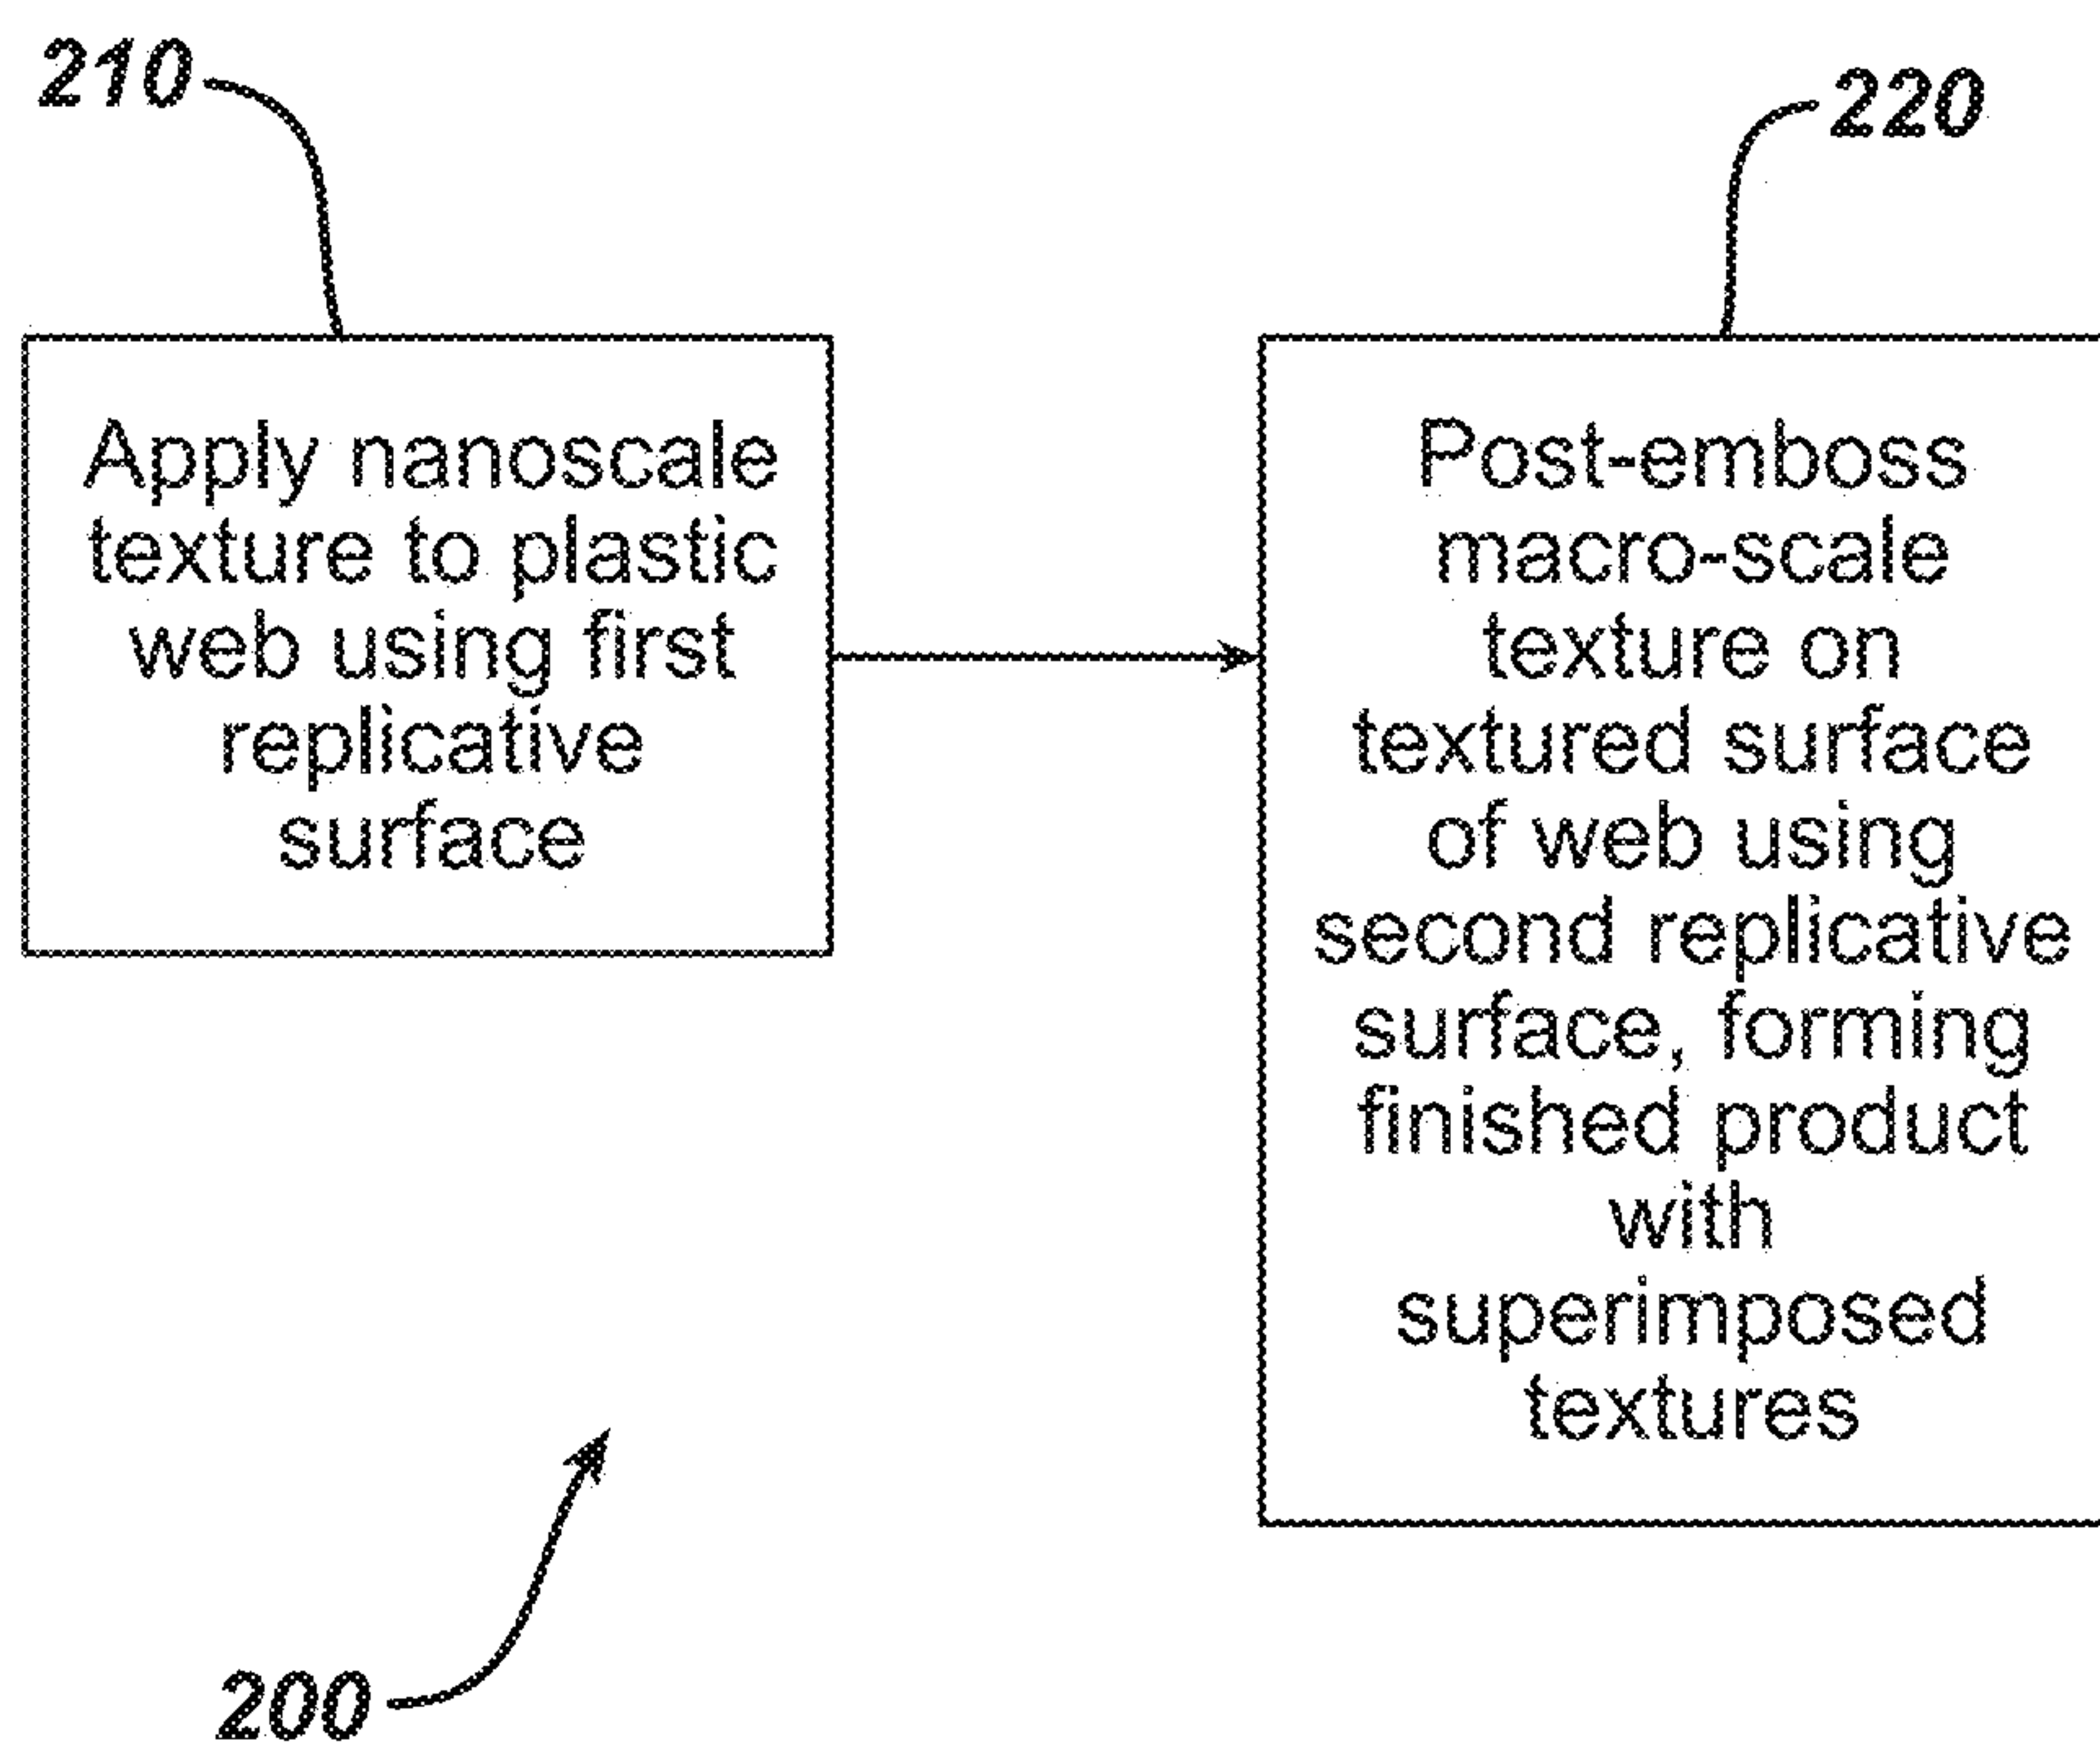 210
220
Apply nanoscale
texture to plastic
web using first
replicative
surface
Post-emboss
macro-scale
texture on
textured surface
of web using
second replicative
surface, forming
finished product
with
superimposed
textures
200